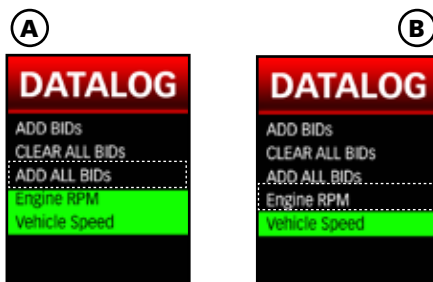 A
DATALOG
ADD BIDs
CLEAR ALL BIDs
ADD ALL BIDs
Engine RPM
Vehicle Speed
B
DATALOG
ADD BIDs
CLEAR ALL BIDs
ADD ALL BIDs
Engine RPM
Vehicle Speed